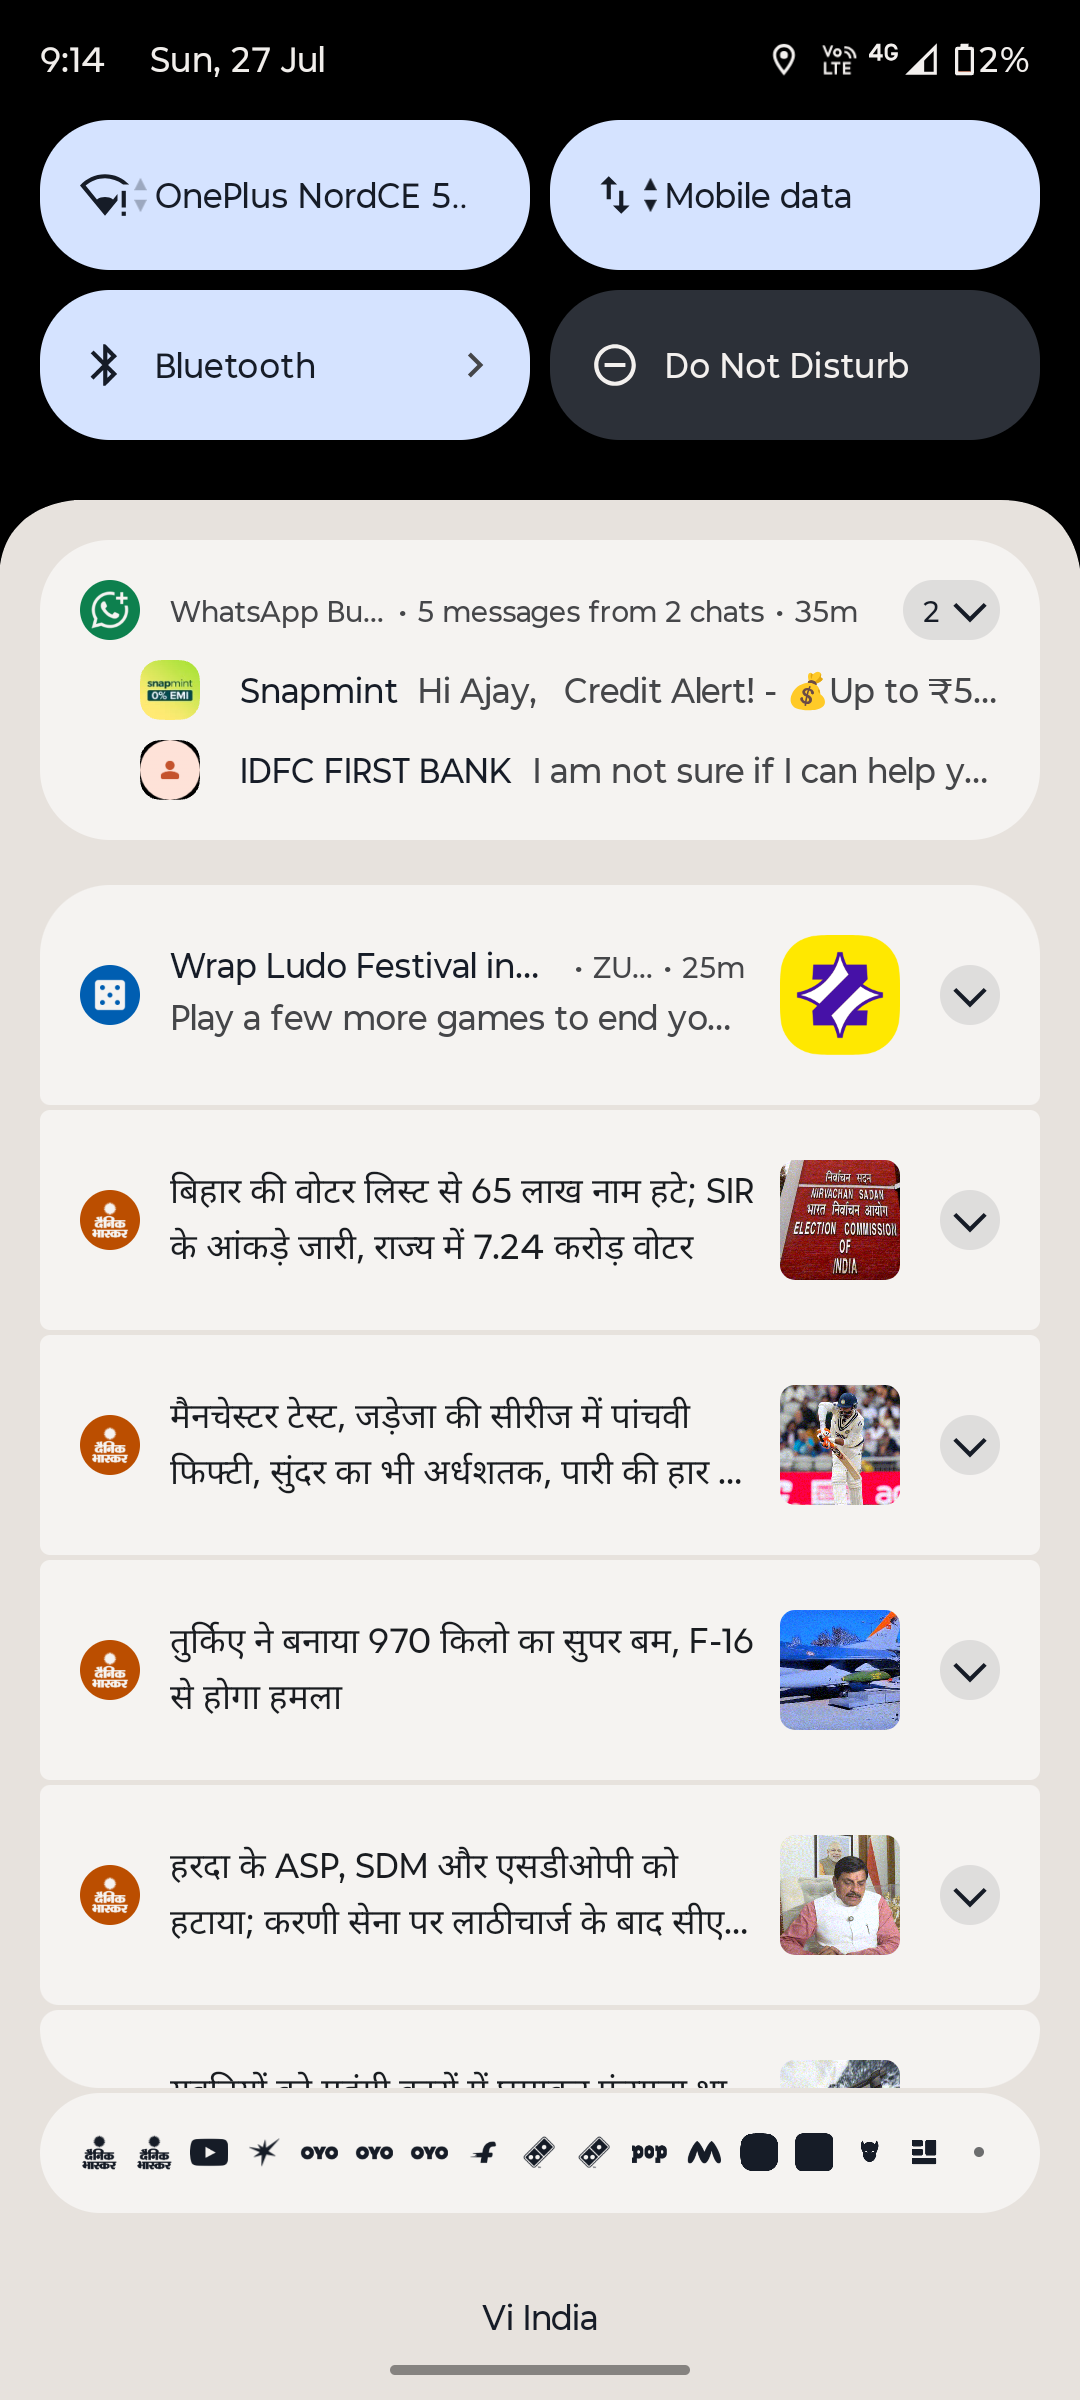 9:14 Sun, 27 Jul Vo LTE 4G 2%
OnePlus NordCE 5.. Mobile data
Bluetooth Do Not Disturb
WhatsApp Bu... • 5 messages from 2 chats • 35m 2
snapmint 0% EMI Snapmint Hi Ajay, Credit Alert! - 💰Up to ₹5...
IDFC FIRST BANK I am not sure if I can help y...
Wrap Ludo Festival in... • ZU... • 25m
Play a few more games to end yo...
दैनिक भास्कर
बिहार की वोटर लिस्ट से 65 लाख नाम हटे; SIR
के आंकड़े जारी, राज्य में 7.24 करोड़ वोटर
निर्वाचन सदन
NIRVACHAN SADAN
भारत निर्वाचन आयोग
ELECTION COMMISSION
OF
INDIA
दैनिक भास्कर
मैनचेस्टर टेस्ट, जड़ेजा की सीरीज में पांचवी
फिफ्टी, सुंदर का भी अर्धशतक, पारी की हार ...
दैनिक भास्कर
तुर्किए ने बनाया 970 किलो का सुपर बम, F-16
से होगा हमला
दैनिक भास्कर
हरदा के ASP, SDM और एसडीओपी को
हटाया; करणी सेना पर लाठीचार्ज के बाद सीए...
दैनिक भास्कर दैनिक भास्कर OYO OYO OYO pop
Vi India